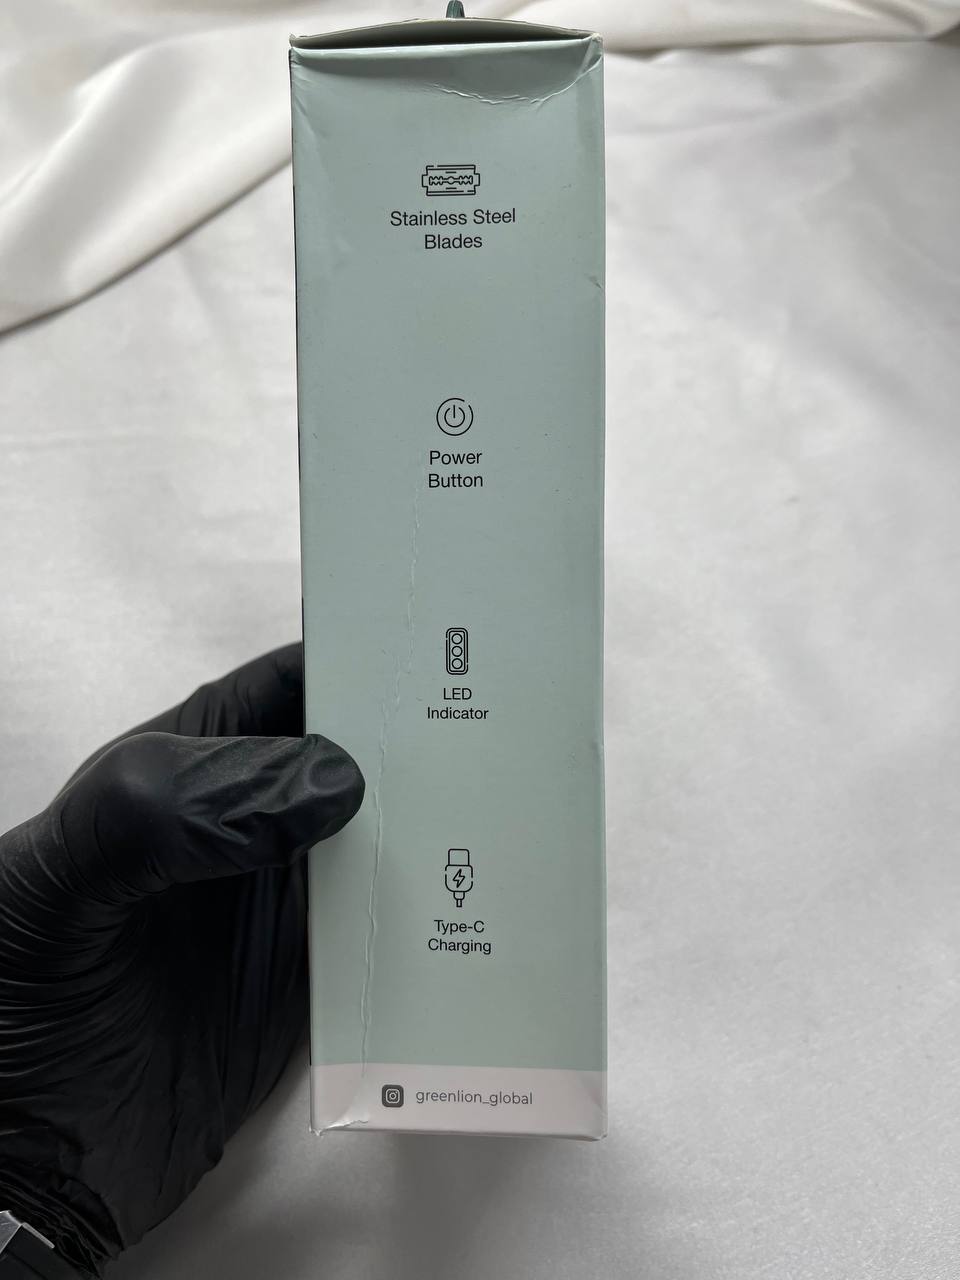 Stainless Steel
Blades
Power
Button
LED
Indicator
Type-C
Charging
greenlion_global